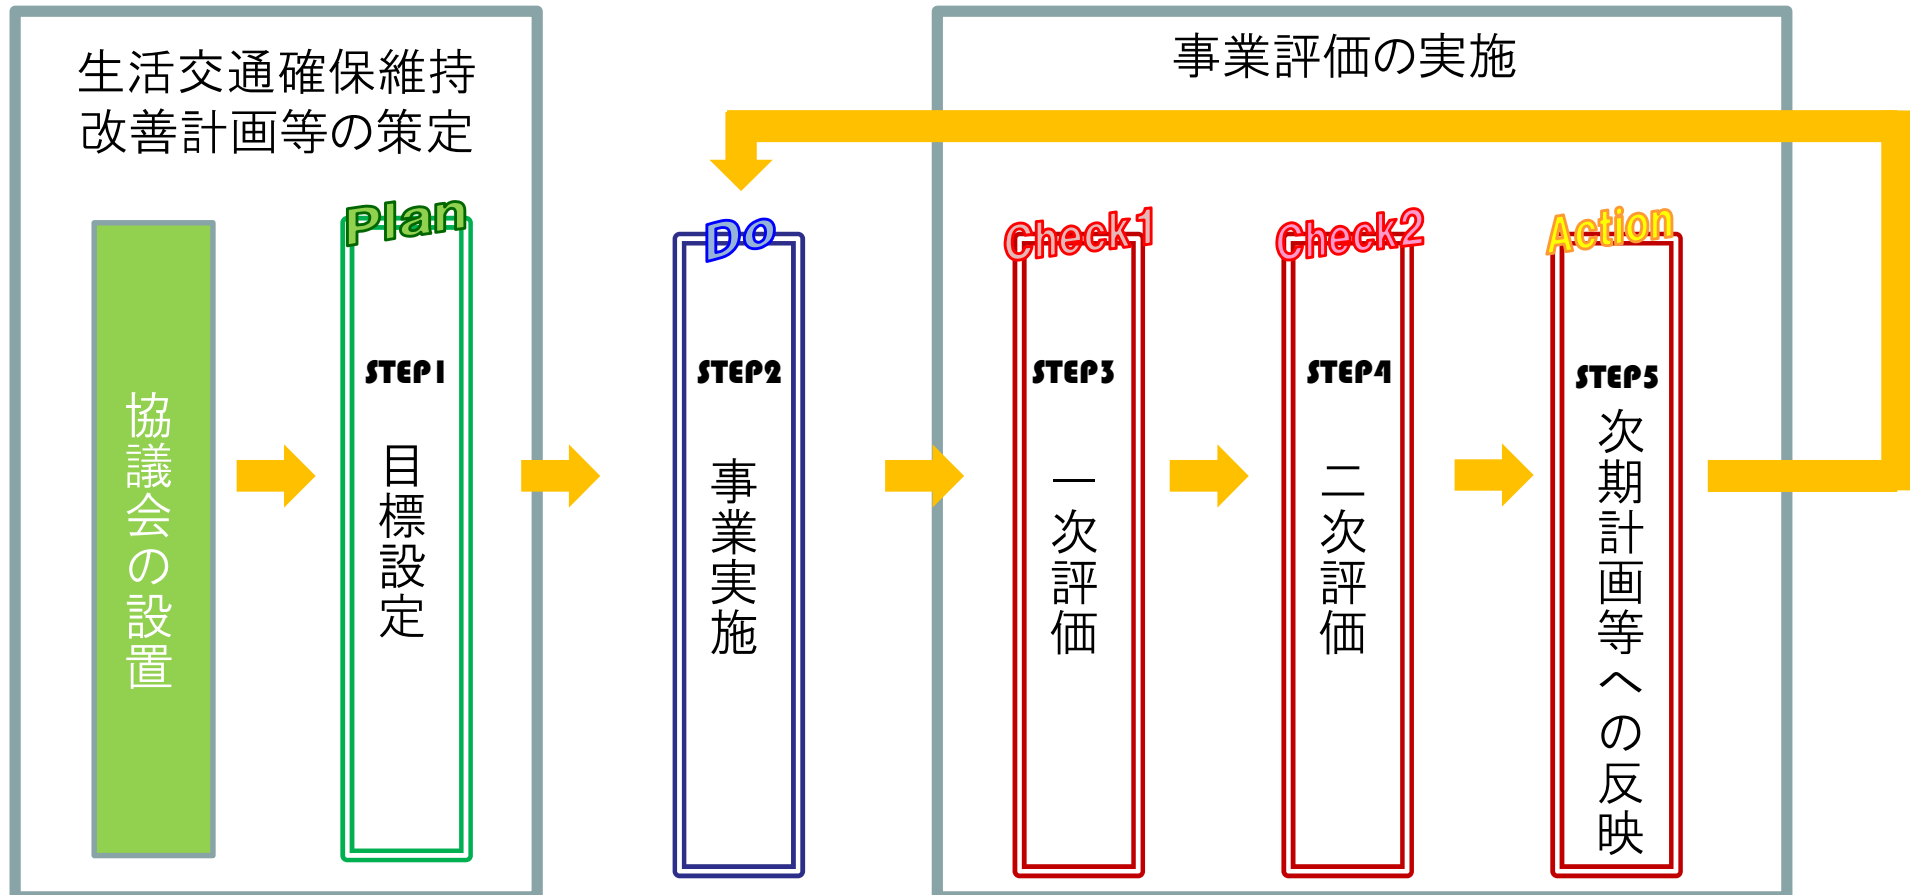 生活交通確保維持
改善計画等の策定
協議会の設置
Plan
STEP1
目標設定
Do
STEP2
事業実施
事業評価の実施
Check1
STEP3
一次評価
Check2
STEP4
二次評価
Action
STEP5
次期計画等への反映